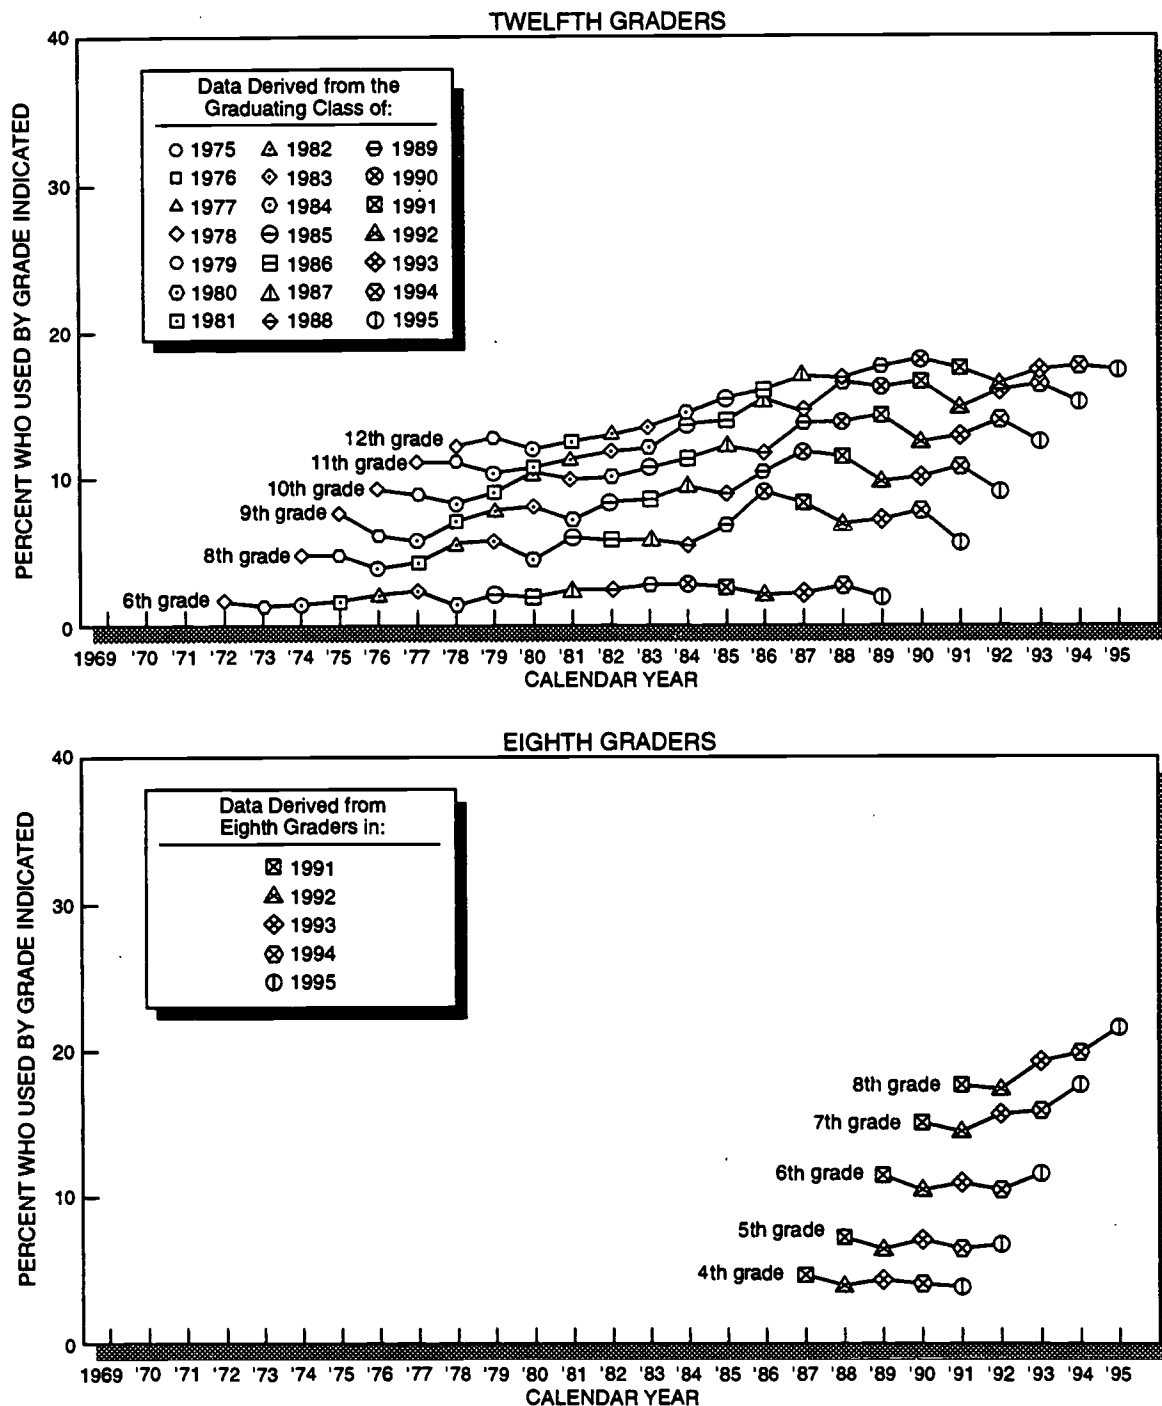 TWELFTH GRADERS
40
30
20
10
0
PERCENT WHO USED BY GRADE INDICATED
Data Derived from the
Graduating Class of:
1975 1982 1989
1976 1983 1990
1977 1984 1991
1978 1985 1992
1979 1986 1993
1980 1987 1994
1981 1988 1995
12th grade
11th grade
10th grade
9th grade
8th grade
6th grade
1969 '70 '71 '72 '73 '74 '75 '76 '77 '78 '79 '80 '81 '82 '83 '84 '85 '86 '87 '88 '89 '90 '91 '92 '93 '94 '95
CALENDAR YEAR
EIGHTH GRADERS
40
30
20
10
0
PERCENT WHO USED BY GRADE INDICATED
Data Derived from
Eighth Graders in:
1991
1992
1993
1994
1995
8th grade
7th grade
6th grade
5th grade
4th grade
1969 '70 '71 '72 '73 '74 '75 '76 '77 '78 '79 '80 '81 '82 '83 '84 '85 '86 '87 '88 '89 '90 '91 '92 '93 '94 '95
CALENDAR YEAR